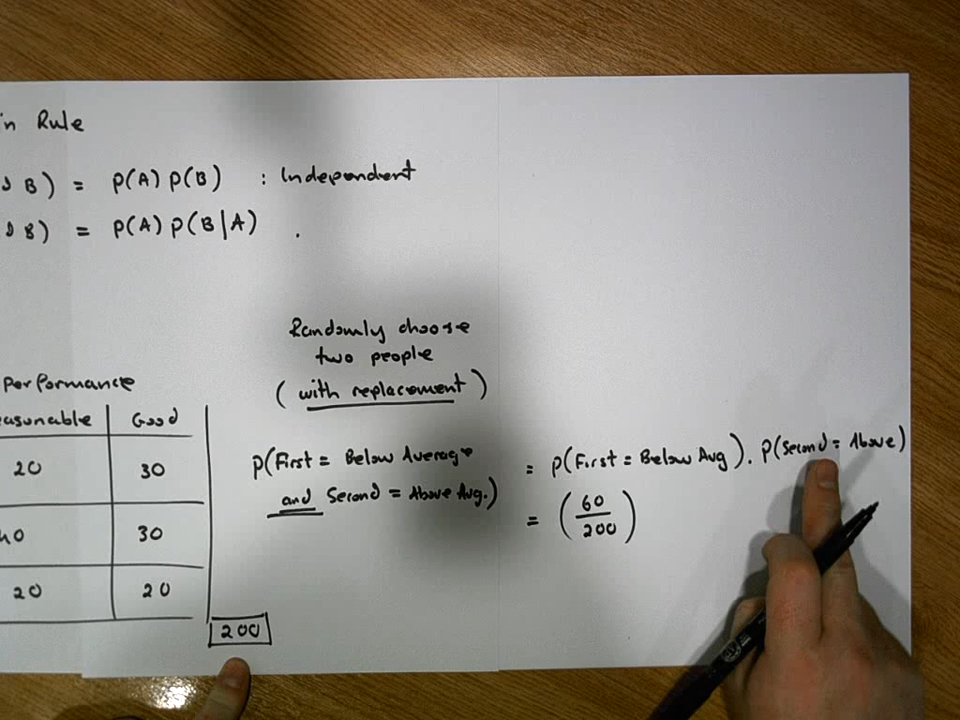 in Rule
B) = P(A) P(B) : Independent
B) = P(A) P(B|A) .
Randomly choose
two people
(with replacement)
Performance
Good
20 30
30
20 20
200
P(First = Below Average
and Second = Above Avg.)
= P(First = Below Avg). P(Second = Above)
= (60/200)